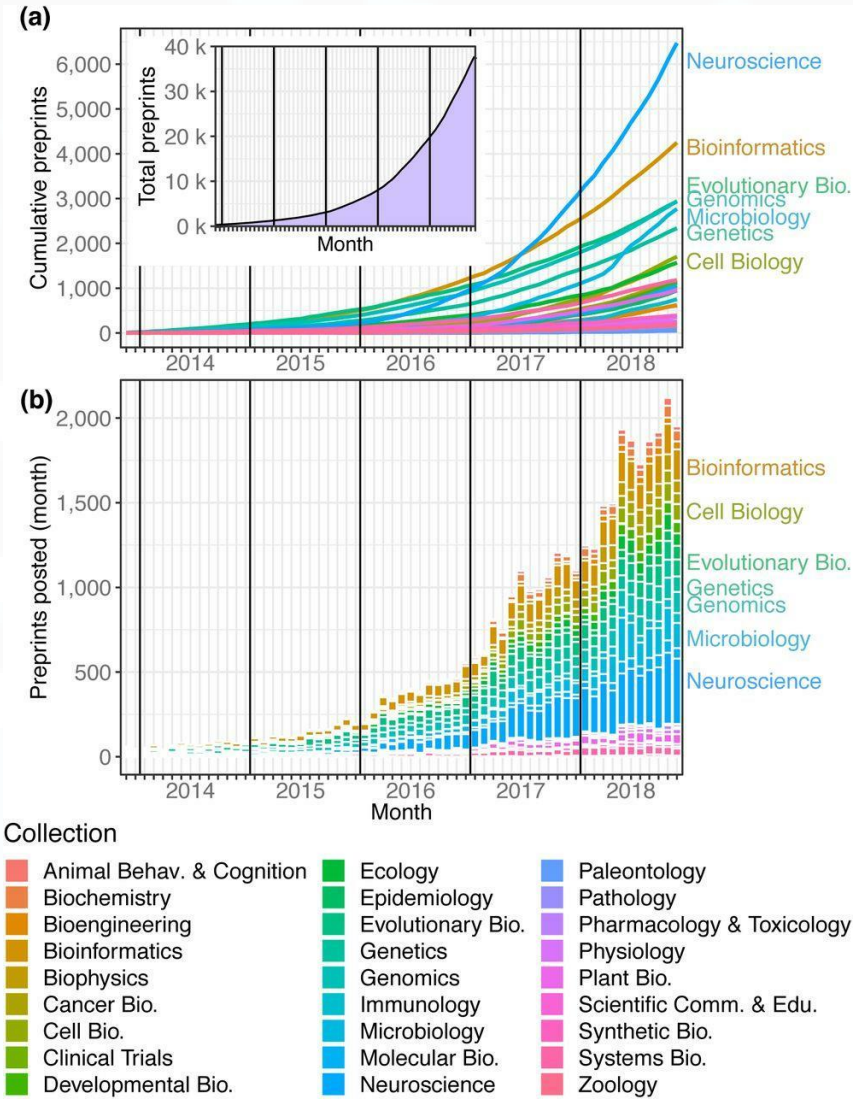 (a)
Cumulative preprints
6,000
5,000
4,000
3,000
2,000
1,000
0
Total preprints
40 k
30 k
20 k
10 k
0 k
Month
Neuroscience
Bioinformatics
Evolutionary Bio.
Genomics
Microbiology
Genetics
Cell Biology
2014 2015 2016 2017 2018
(b)
Preprints posted (month)
2,000
1,500
1,000
500
0
Bioinformatics
Cell Biology
Evolutionary Bio.
Genetics
Genomics
Microbiology
Neuroscience
2014 2015 2016 2017 2018
Month
Collection
Animal Behav. & Cognition
Biochemistry
Bioengineering
Bioinformatics
Biophysics
Cancer Bio.
Cell Bio.
Clinical Trials
Developmental Bio.
Ecology
Epidemiology
Evolutionary Bio.
Genetics
Genomics
Immunology
Microbiology
Molecular Bio.
Neuroscience
Paleontology
Pathology
Pharmacology & Toxicology
Physiology
Plant Bio.
Scientific Comm. & Edu.
Synthetic Bio.
Systems Bio.
Zoology